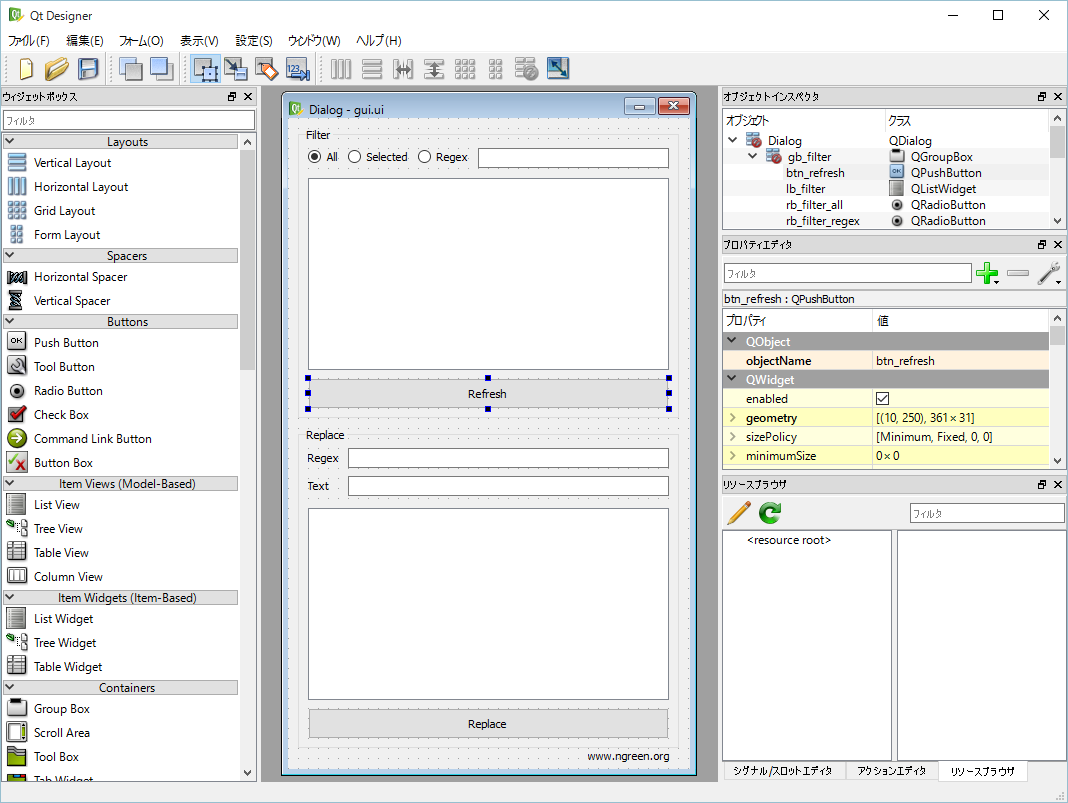 Qt Designer
ファイル(F) 編集(E) フォーム(O) 表示(V) 設定(S) ウィンドウ(W) ヘルプ(H)
123
ウィジェットボックス
フィルタ
Layouts
Vertical Layout
Horizontal Layout
Grid Layout
Form Layout
Spacers
Horizontal Spacer
Vertical Spacer
Buttons
OK Push Button
Tool Button
Radio Button
Check Box
Command Link Button
Button Box
Item Views (Model-Based)
List View
Tree View
Table View
Column View
Item Widgets (Item-Based)
List Widget
Tree Widget
Table Widget
Containers
Group Box
Scroll Area
Tool Box
Tab Widget
Qt Dialog - gui.ui
Filter
All Selected Regex
Refresh
Replace
Regex
Text
Replace
www.ngreen.org
オブジェクトインスペクタ
オブジェクト クラス
Dialog QDialog
gb_filter QGroupBox
btn_refresh OK QPushButton
lb_filter QListWidget
rb_filter_all QRadioButton
rb_filter_regex QRadioButton
プロパティエディタ
フィルタ
btn_refresh : QPushButton
プロパティ 値
QObject
objectName btn_refresh
QWidget
enabled
geometry [(10, 250), 361 × 31]
sizePolicy [Minimum, Fixed, 0, 0]
minimumSize 0 × 0
リソースブラウザ
フィルタ
<resource root>
シグナル/スロットエディタ アクションエディタ リソースブラウザ